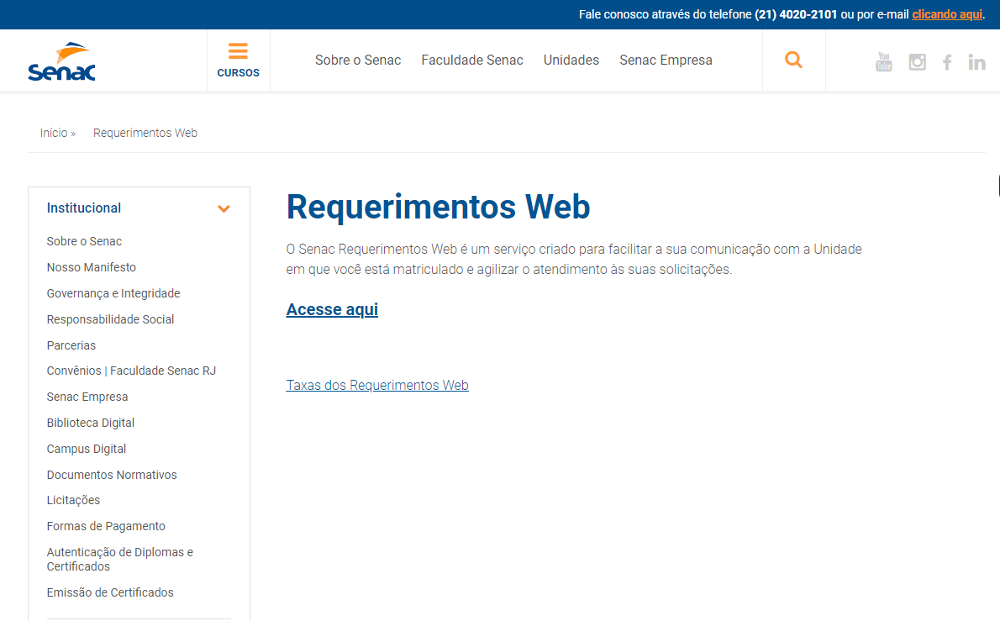 Fale conosco através do telefone (21) 4020-2101 ou por e-mail clicando aqui.
Senac
CURSOS
Sobre o Senac
Faculdade Senac
Unidades
Senac Empresa
You
Tube
Início »
Requerimentos Web
Institucional
Sobre o Senac
Nosso Manifesto
Governança e Integridade
Responsabilidade Social
Parcerias
Convênios | Faculdade Senac RJ
Senac Empresa
Biblioteca Digital
Campus Digital
Documentos Normativos
Licitações
Formas de Pagamento
Autenticação de Diplomas e
Certificados
Emissão de Certificados
Requerimentos Web
O Senac Requerimentos Web é um serviço criado para facilitar a sua comunicação com a Unidade
em que você está matriculado e agilizar o atendimento às suas solicitações.
Acesse aqui
Taxas dos Requerimentos Web